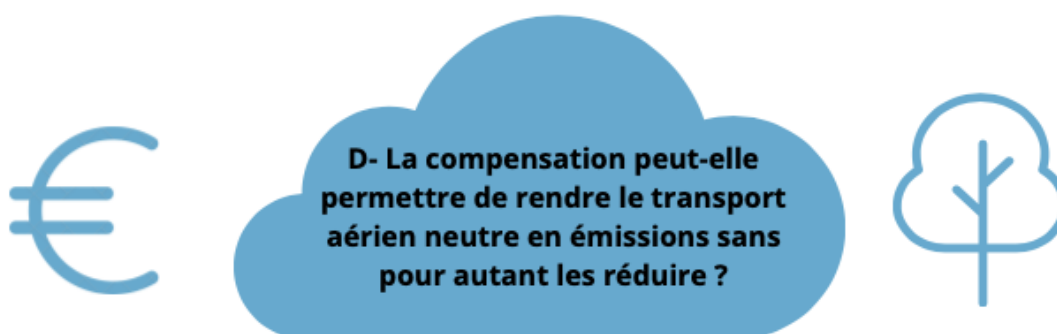 D- La compensation peut-elle
permettre de rendre le transport
aérien neutre en émissions sans
pour autant les réduire ?